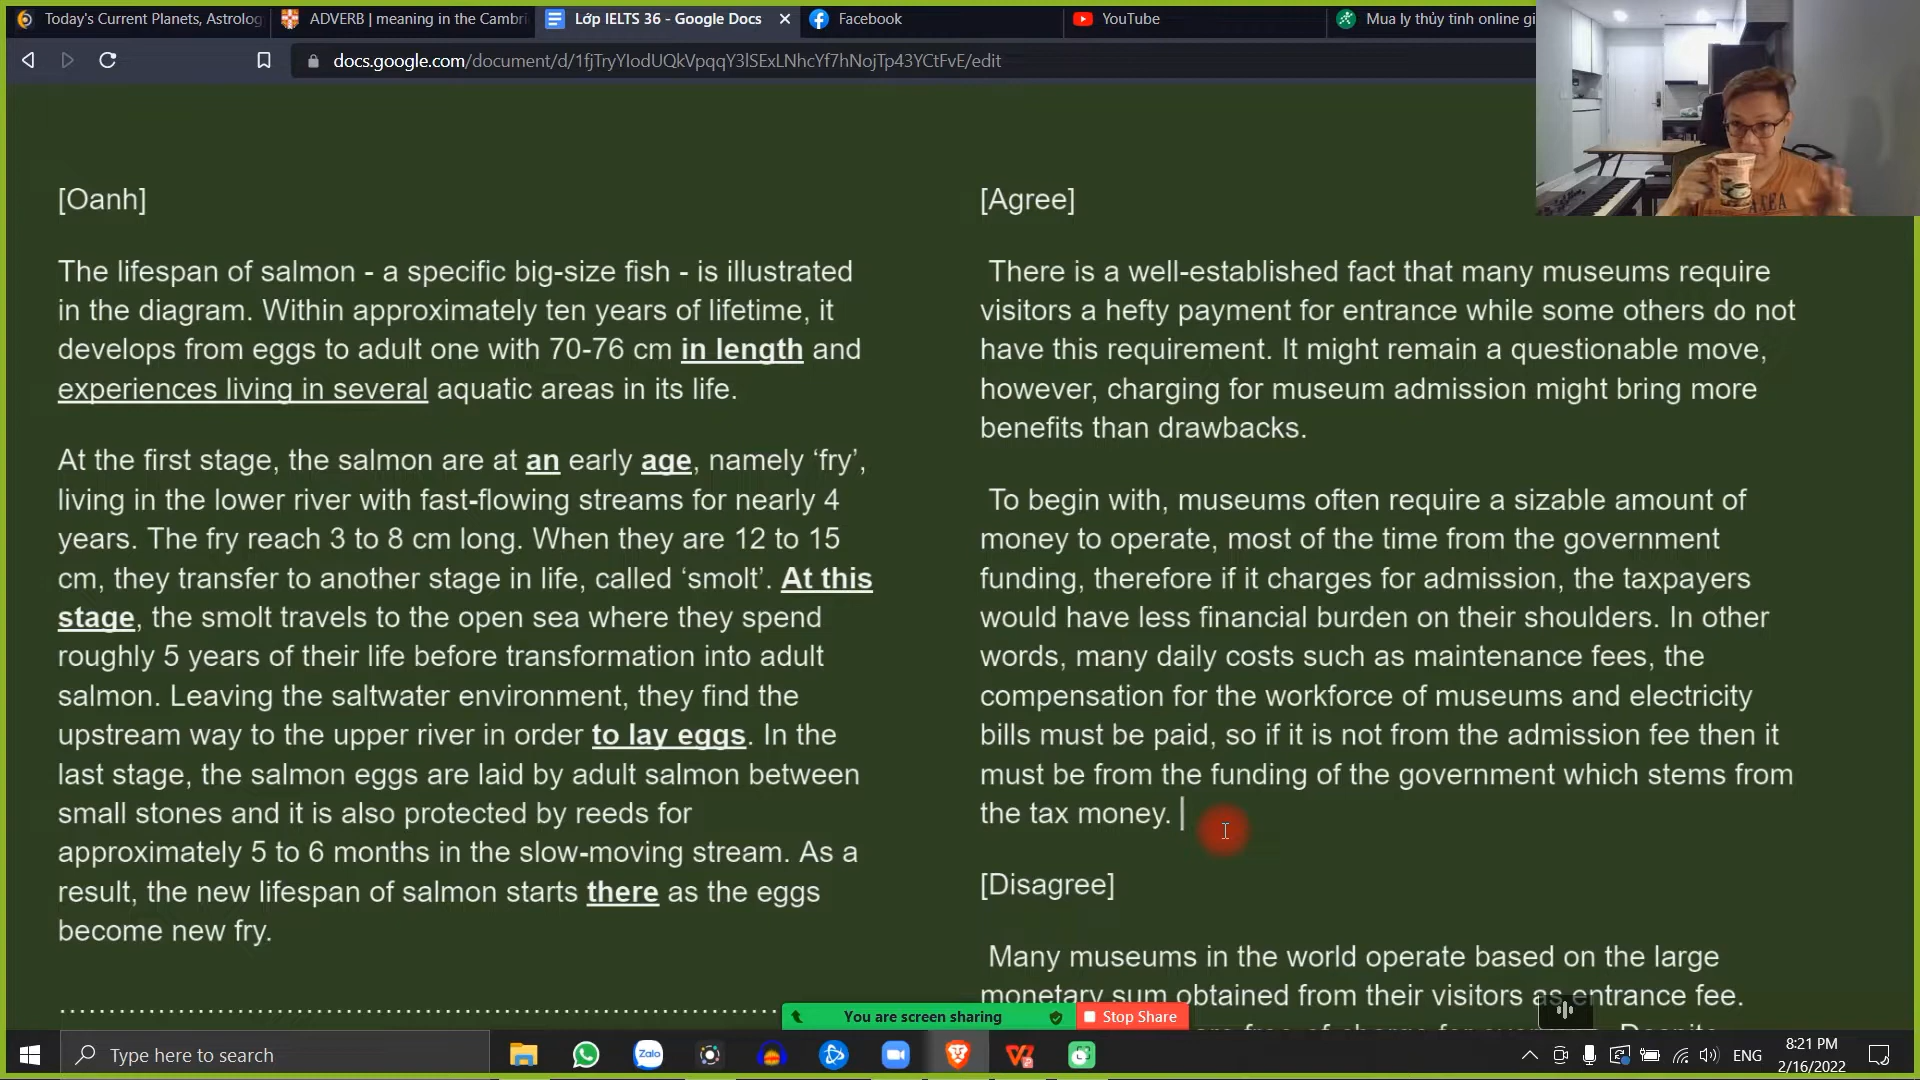 Today's Current Planets, Astrolog
ADVERB | meaning in the Cambri
Lớp IELTS 36 - Google Docs
Facebook
YouTube
Mua ly thủy tinh online gi
docs.google.com/document/d/1fjTryYIodUQkVpqqY3lSExLNhcYf7hNojTp43YCtFvE/edit
[Oanh]
The lifespan of salmon - a specific big-size fish - is illustrated
in the diagram. Within approximately ten years of lifetime, it
develops from eggs to adult one with 70-76 cm in length and
experiences living in several aquatic areas in its life.
At the first stage, the salmon are at an early age, namely ‘fry’,
living in the lower river with fast-flowing streams for nearly 4
years. The fry reach 3 to 8 cm long. When they are 12 to 15
cm, they transfer to another stage in life, called ‘smolt’. At this
stage, the smolt travels to the open sea where they spend
roughly 5 years of their life before transformation into adult
salmon. Leaving the saltwater environment, they find the
upstream way to the upper river in order to lay eggs. In the
last stage, the salmon eggs are laid by adult salmon between
small stones and it is also protected by reeds for
approximately 5 to 6 months in the slow-moving stream. As a
result, the new lifespan of salmon starts there as the eggs
become new fry.
[Agree]
There is a well-established fact that many museums require
visitors a hefty payment for entrance while some others do not
have this requirement. It might remain a questionable move,
however, charging for museum admission might bring more
benefits than drawbacks.
To begin with, museums often require a sizable amount of
money to operate, most of the time from the government
funding, therefore if it charges for admission, the taxpayers
would have less financial burden on their shoulders. In other
words, many daily costs such as maintenance fees, the
compensation for the workforce of museums and electricity
bills must be paid, so if it is not from the admission fee then it
must be from the funding of the government which stems from
the tax money.
[Disagree]
Many museums in the world operate based on the large
monetary sum obtained from their visitors as entrance fee.
You are screen sharing
Stop Share
Type here to search
Zalo
ENG
8:21 PM
2/16/2022